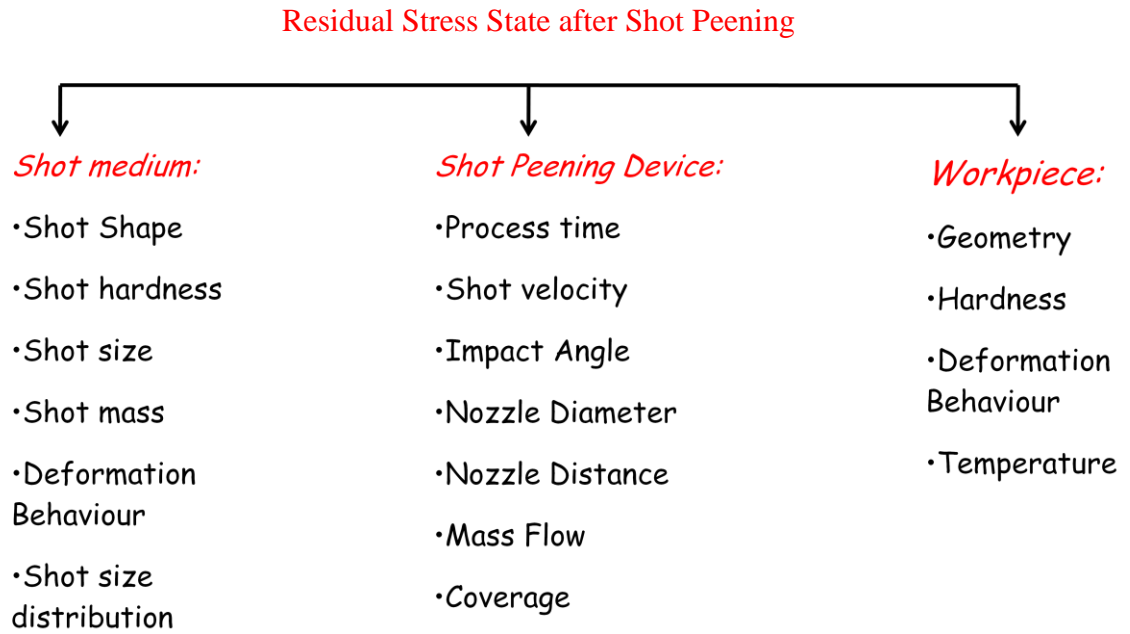 Residual Stress State after Shot Peening
Shot medium:
•Shot Shape
•Shot hardness
•Shot size
•Shot mass
•Deformation
Behaviour
•Shot size
distribution
Shot Peening Device:
•Process time
•Shot velocity
•Impact Angle
•Nozzle Diameter
•Nozzle Distance
•Mass Flow
•Coverage
Workpiece:
•Geometry
•Hardness
•Deformation
Behaviour
•Temperature